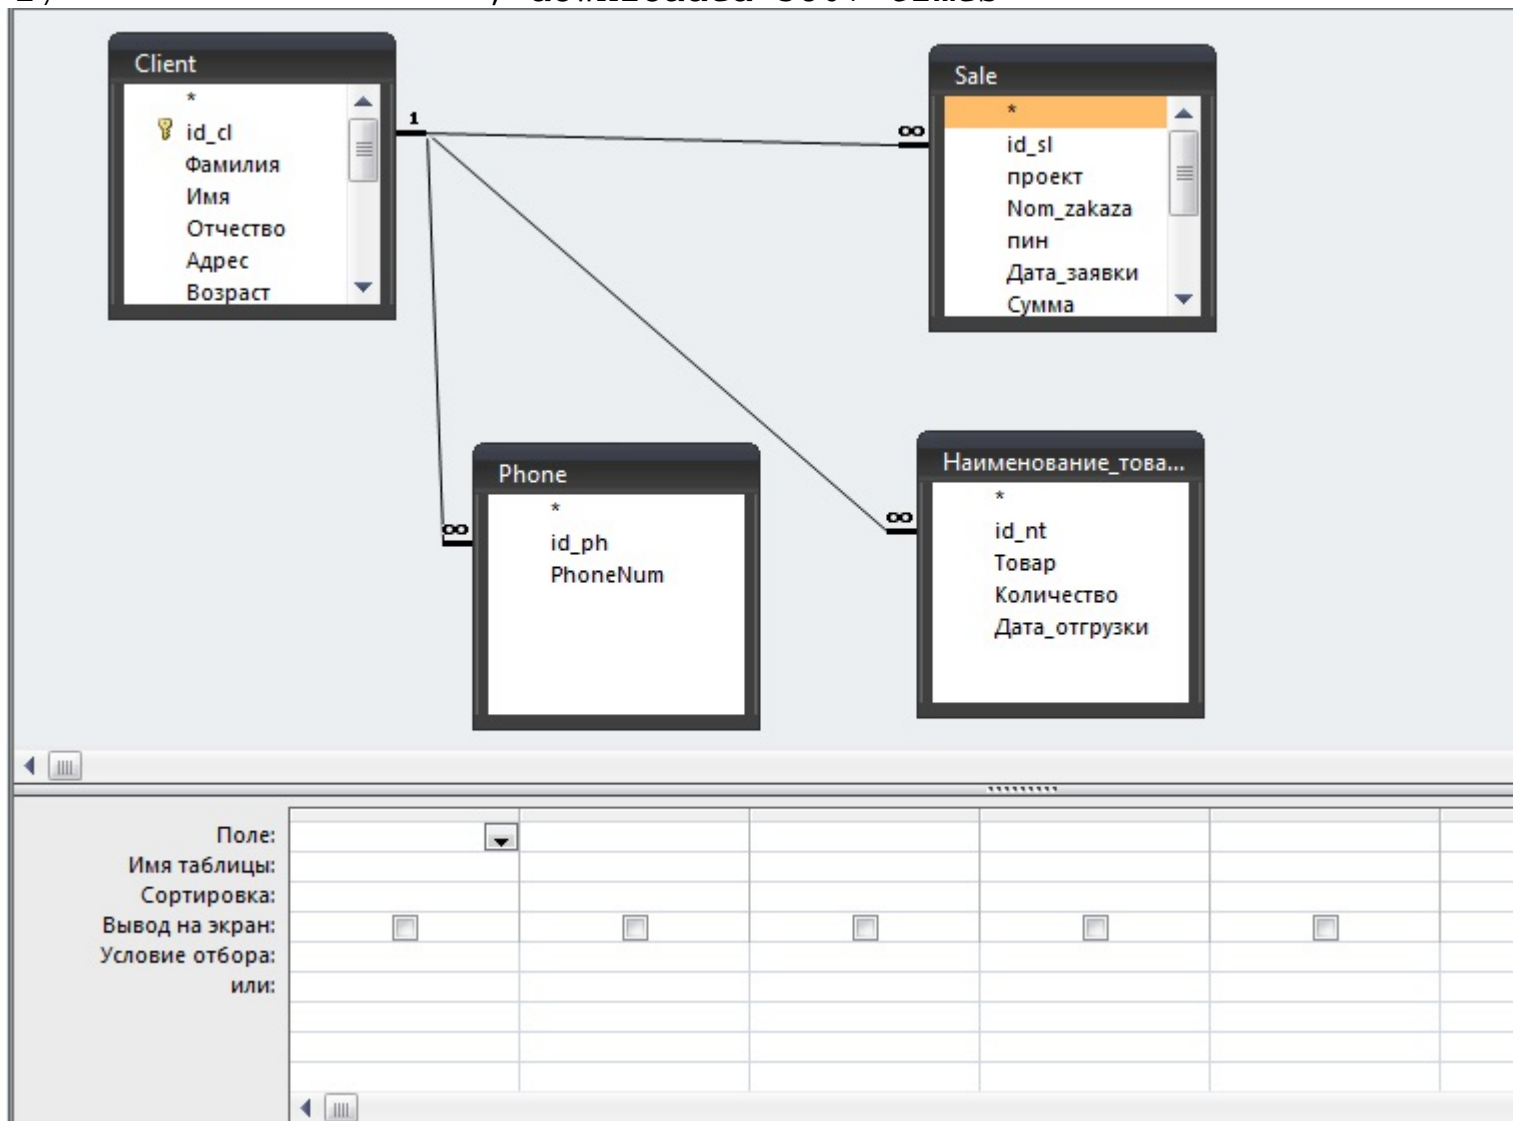 Client
*
id_cl
Фамилия
Имя
Отчество
Адрес
Возраст
1
∞
Sale
*
id_sl
проект
Nom_zakaza
пин
Дата_заявки
Сумма
∞
Phone
*
id_ph
PhoneNum
∞
Наименование_това...
*
id_nt
Товар
Количество
Дата_отгрузки
Поле:
Имя таблицы:
Сортировка:
Вывод на экран:
Условие отбора:
или: